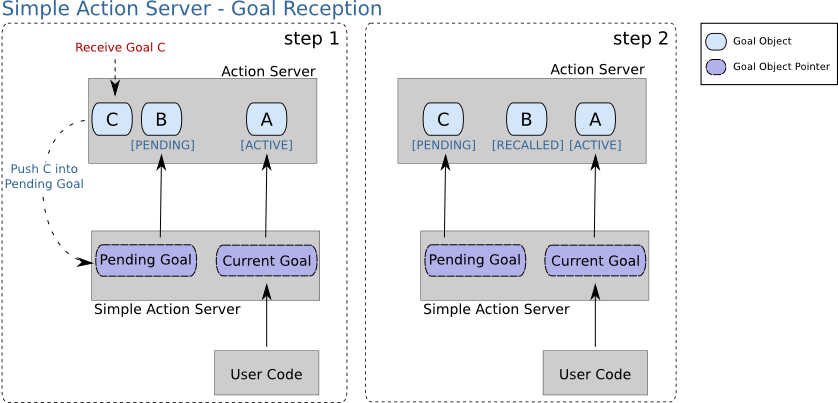 Simple Action Server - Goal Reception
step 1
Receive Goal C
Action Server
C B A
[PENDING] [ACTIVE]
Push C into
Pending Goal
Pending Goal Current Goal
Simple Action Server
User Code
step 2
Action Server
C B A
[PENDING] [RECALLED] [ACTIVE]
Pending Goal Current Goal
Simple Action Server
User Code
Goal Object
Goal Object Pointer